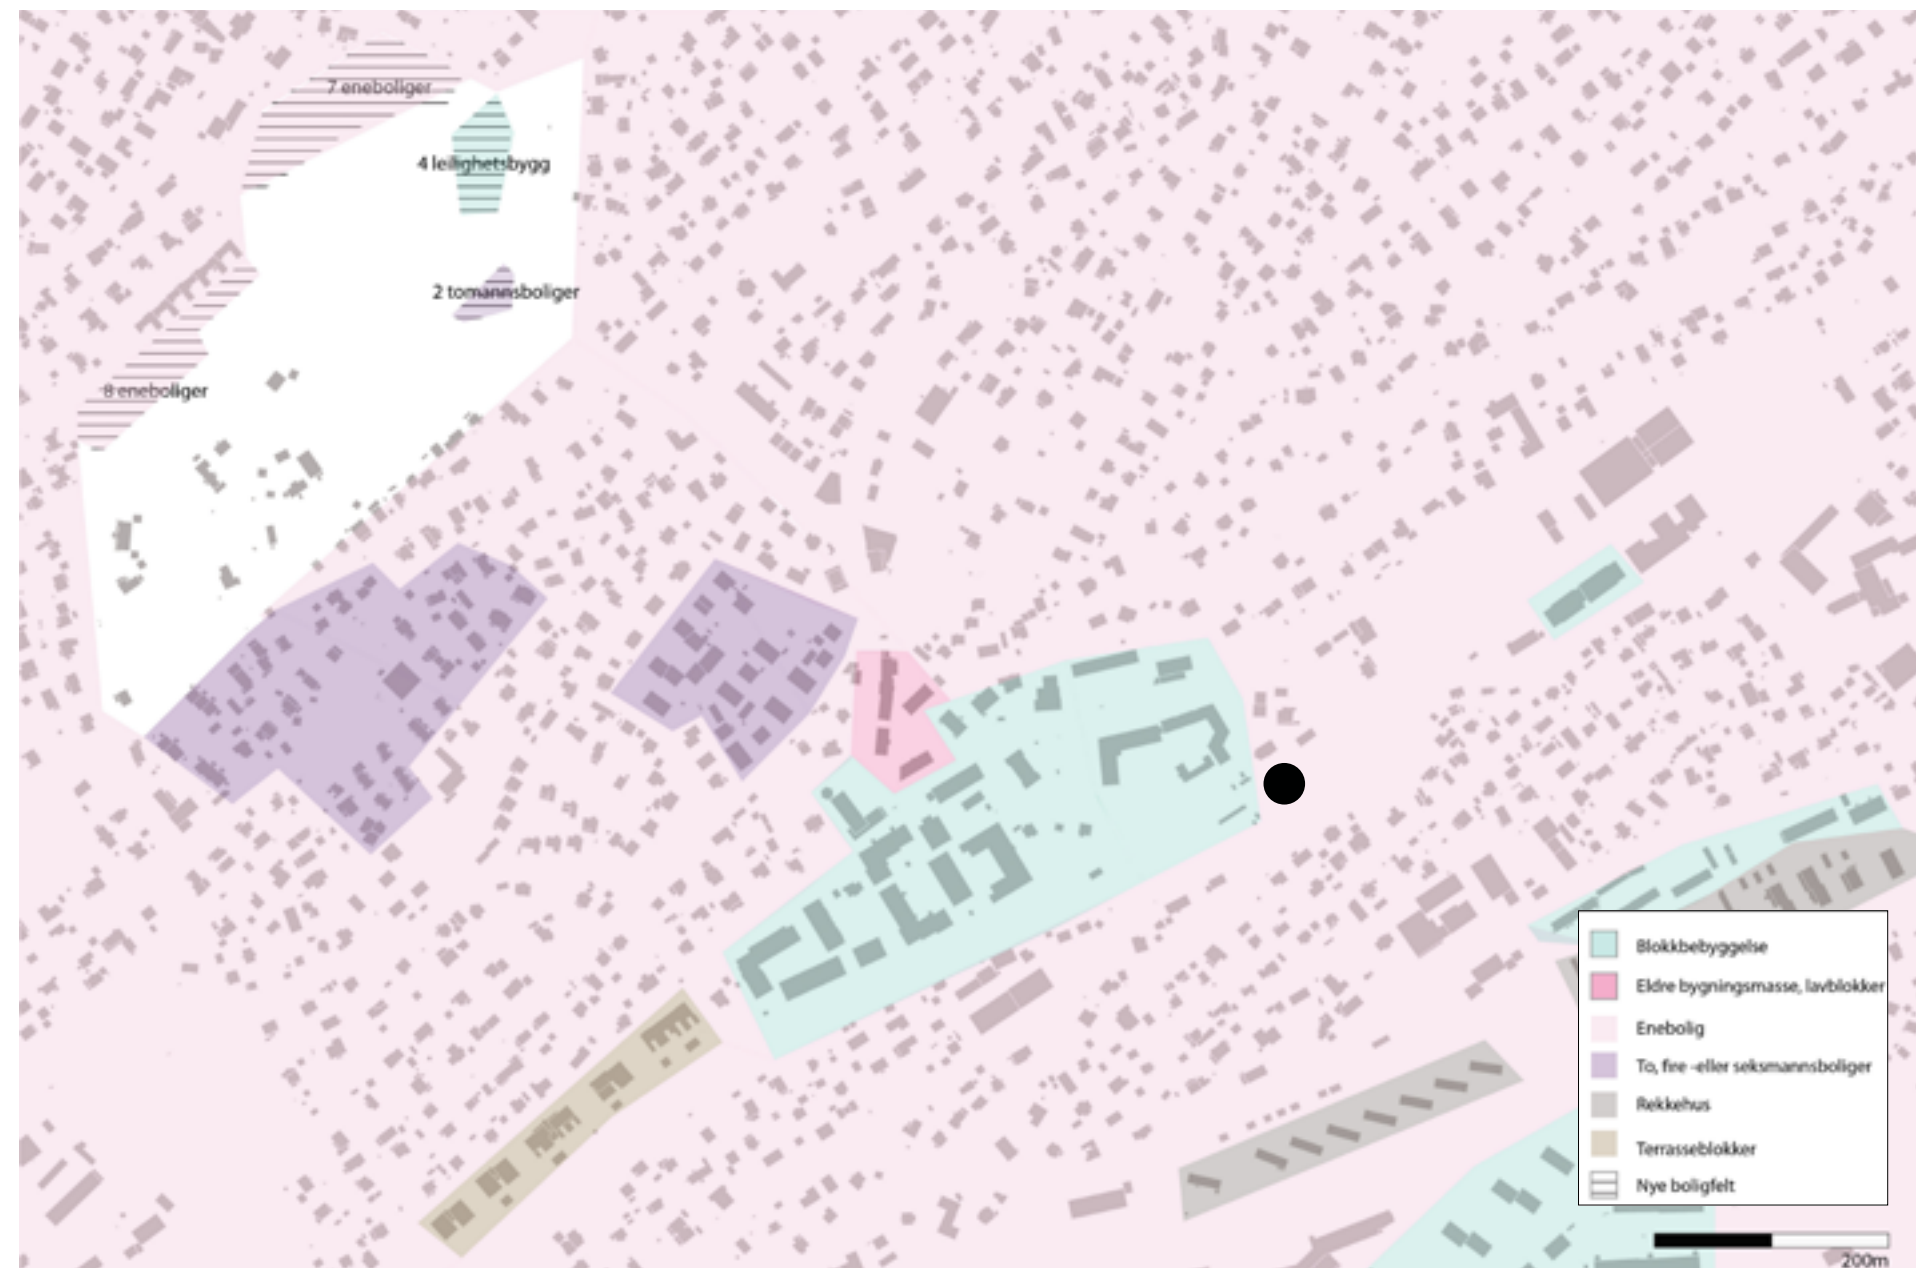 7 eneboliger
4 leilighetsbygg
2 tomannsboliger
8 eneboliger
Blokkbebyggelse
Eldre bygningsmasse, lavblokker
Enebolig
To, fire -eller seksmannsboliger
Rekkehus
Terrasseblokker
Nye boligfelt
200m